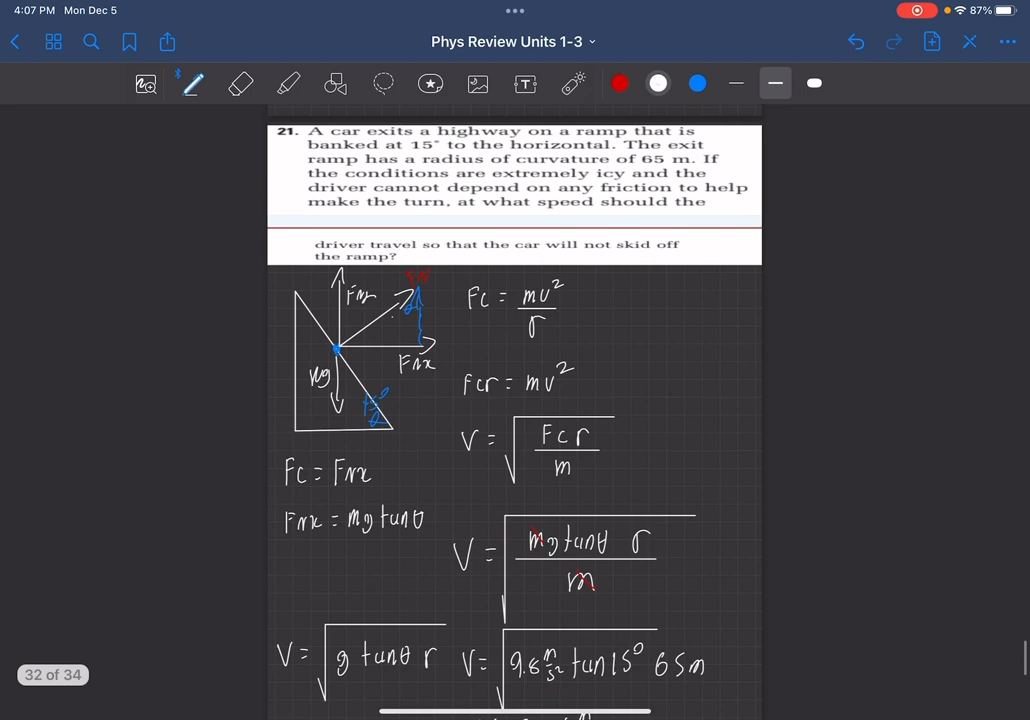 4:07 PM Mon Dec 5
87%
Phys Review Units 1-3
21. A car exits a highway on a ramp that is
banked at 15° to the horizontal. The exit
ramp has a radius of curvature of 65 m. If
the conditions are extremely icy and the
driver cannot depend on any friction to help
make the turn, at what speed should the
driver travel so that the car will not skid off
the ramp?
FN
FNy
θ
FNx
mg
15°
θ
Fc = mv²/r
Fcr = mv²
V = √(Fc r/m)
Fc = FNx
FNx = mg tanθ
V = √(mg tanθ r/m)
V = √(g tanθ r)
V = √(9.8 m/s² tan15° 65m)
32 of 34